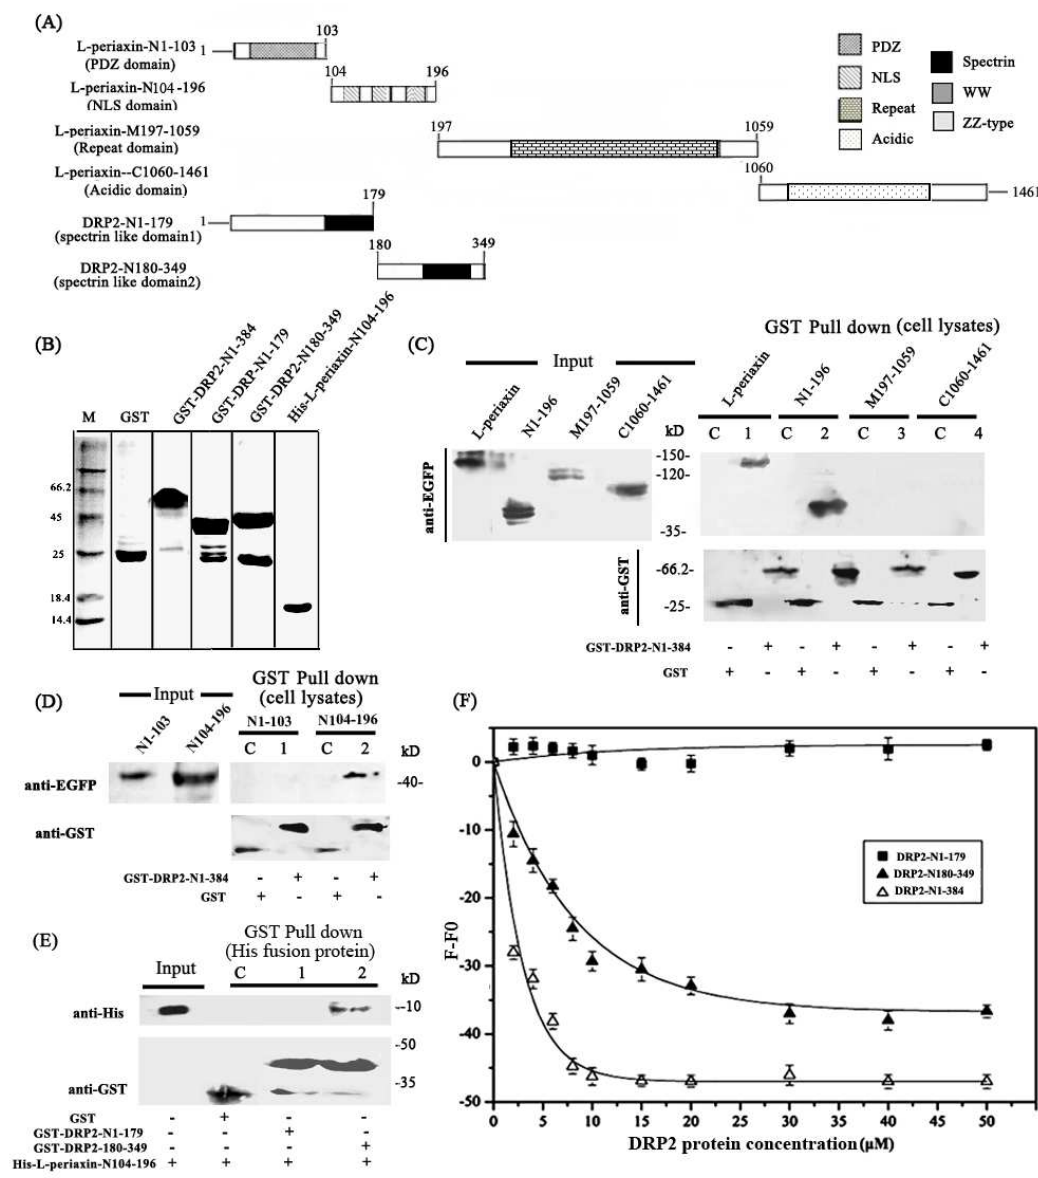 (A)
L-periaxin-N1-103
(PDZ domain)
1
103
L-periaxin-N104-196
(NLS domain)
104
196
L-periaxin-M197-1059
(Repeat domain)
197
1059
L-periaxin--C1060-1461
(Acidic domain)
1060
1461
DRP2-N1-179
(spectrin like domain1)
1
179
DRP2-N180-349
(spectrin like domain2)
180
349
PDZ
NLS
Repeat
Acidic
Spectrin
WW
ZZ-type
(B)
M
GST
GST-DRP2-N1-384
GST-DRP-N1-179
GST-DRP2-N180-349
His-L-periaxin-N104-196
66.2
45
25
18.4
14.4
(C)
Input
GST Pull down (cell lysates)
L-periaxin
N1-196
M197-1059
C1060-1461
L-periaxin
N1-196
M197-1059
C1060-1461
kD
C 1 C 2 C 3 C 4
anti-EGFP
-150-
-120-
-35-
anti-GST
-66.2-
-25-
GST-DRP2-N1-384 - + - + - + - +
GST + - + - + - + -
(D)
Input
GST Pull down
(cell lysates)
N1-103
N104-196
N1-103
N104-196
C 1 C 2 kD
anti-EGFP
40-
anti-GST
GST-DRP2-N1-384 - + - +
GST + - + -
(E)
GST Pull down
(His fusion protein)
Input
C 1 2 kD
anti-His
--10
-50
anti-GST
-35
GST - + - -
GST-DRP2-N1-179 - - + -
GST-DRP2-180-349 - - - +
His-L-periaxin-N104-196 + + + +
(F)
0
-10
-20
-30
-40
-50
F-F0
DRP2-N1-179
DRP2-N180-349
DRP2-N1-384
0 5 10 15 20 25 30 35 40 45 50
DRP2 protein concentration(μM)